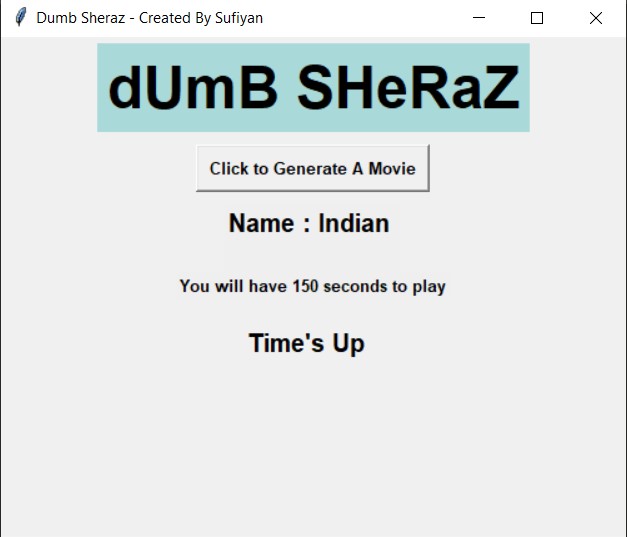 Dumb Sheraz - Created By Sufiyan
dUmB SHeRaZ
Click to Generate A Movie
Name : Indian
You will have 150 seconds to play
Time's Up